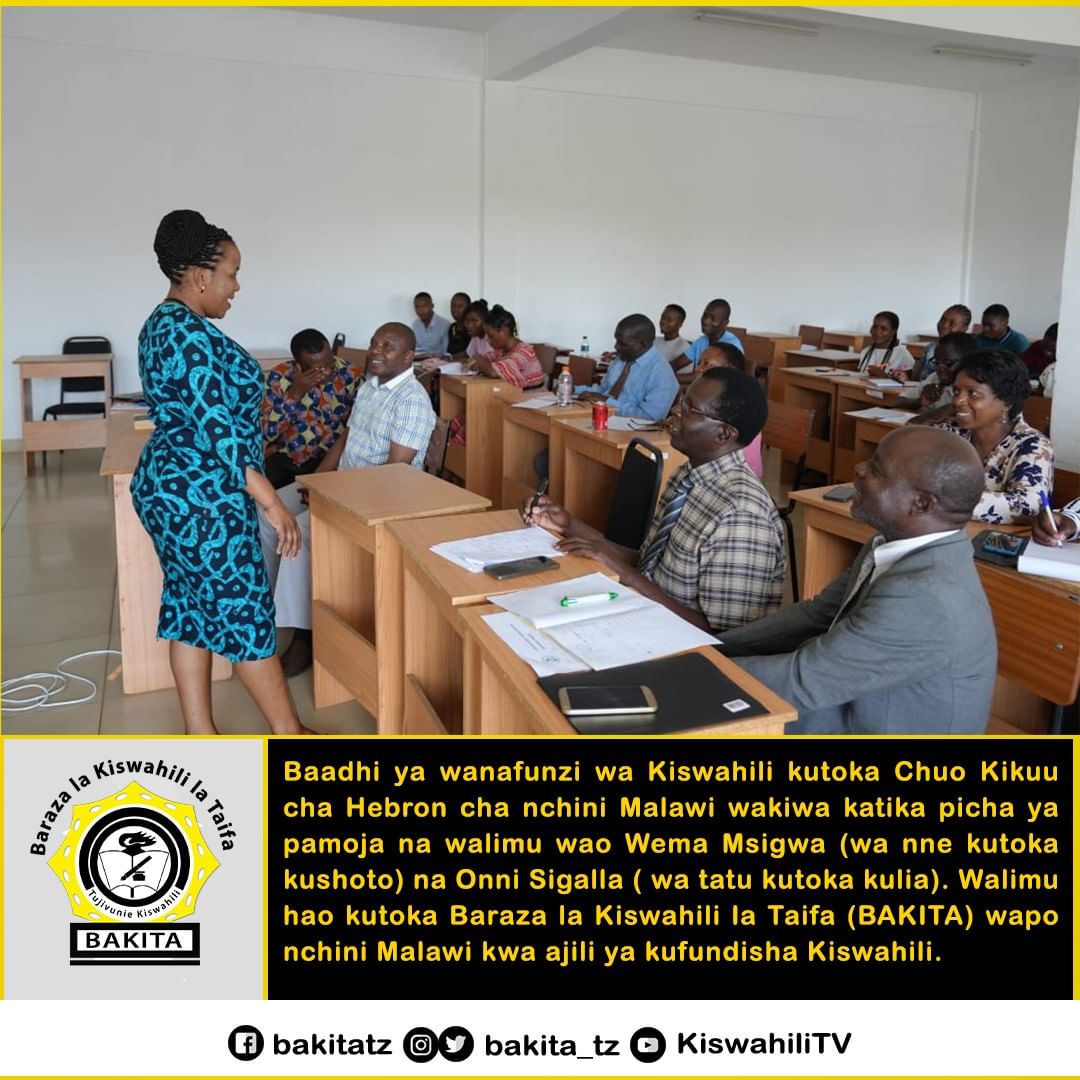 Baraza la Kiswahili la Taifa
Tujivunie Kiswahili
BAKITA
Baadhi ya wanafunzi wa Kiswahili kutoka Chuo Kikuu
cha Hebron cha nchini Malawi wakiwa katika picha ya
pamoja na walimu wao Wema Msigwa (wa nne kutoka
kushoto) na Onni Sigalla ( wa tatu kutoka kulia). Walimu
hao kutoka Baraza la Kiswahili la Taifa (BAKITA) wapo
nchini Malawi kwa ajili ya kufundisha Kiswahili.
bakitatz bakita_tz KiswahiliTV